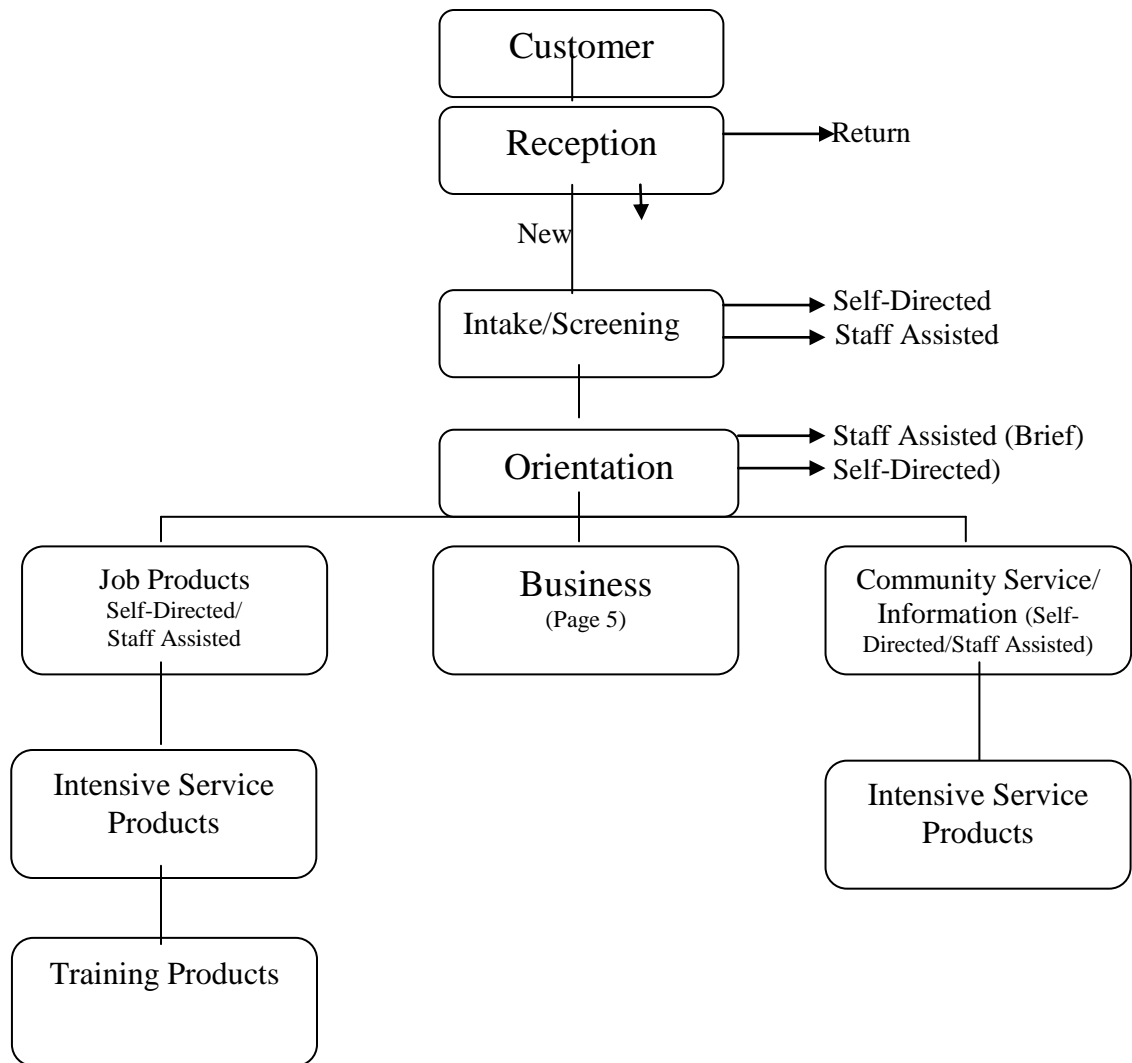 Customer
Reception
Return
New
Intake/Screening
Self-Directed
Staff Assisted
Orientation
Staff Assisted (Brief)
Self-Directed)
Job Products
Self-Directed/
Staff Assisted
Business
(Page 5)
Community Service/
Information (Self-
Directed/Staff Assisted)
Intensive Service
Products
Intensive Service
Products
Training Products